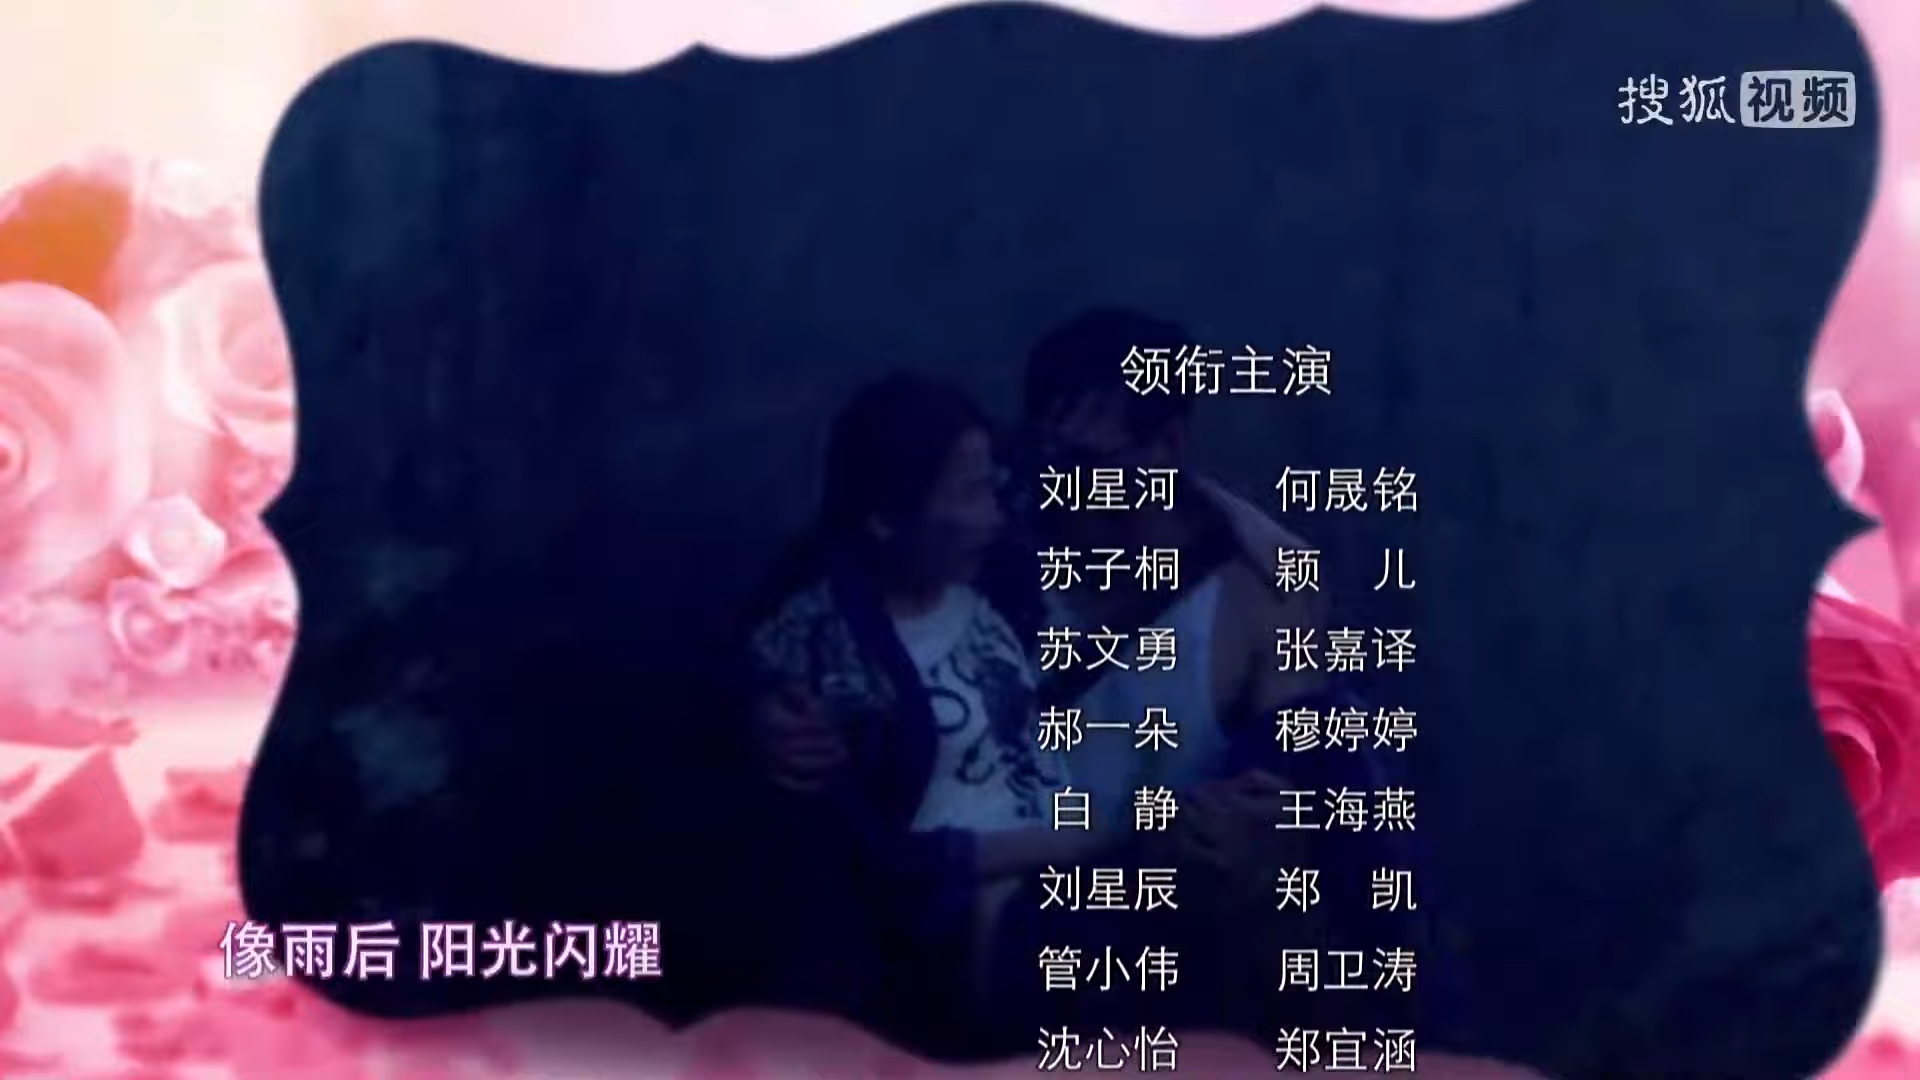 搜狐视频
领衔主演
刘星河 何晟铭
苏子桐 颖 儿
苏文勇 张嘉译
郝一朵 穆婷婷
白 静 王海燕
刘星辰 郑 凯
管小伟 周卫涛
像雨后 阳光闪耀
沈心怡 郑宜涵